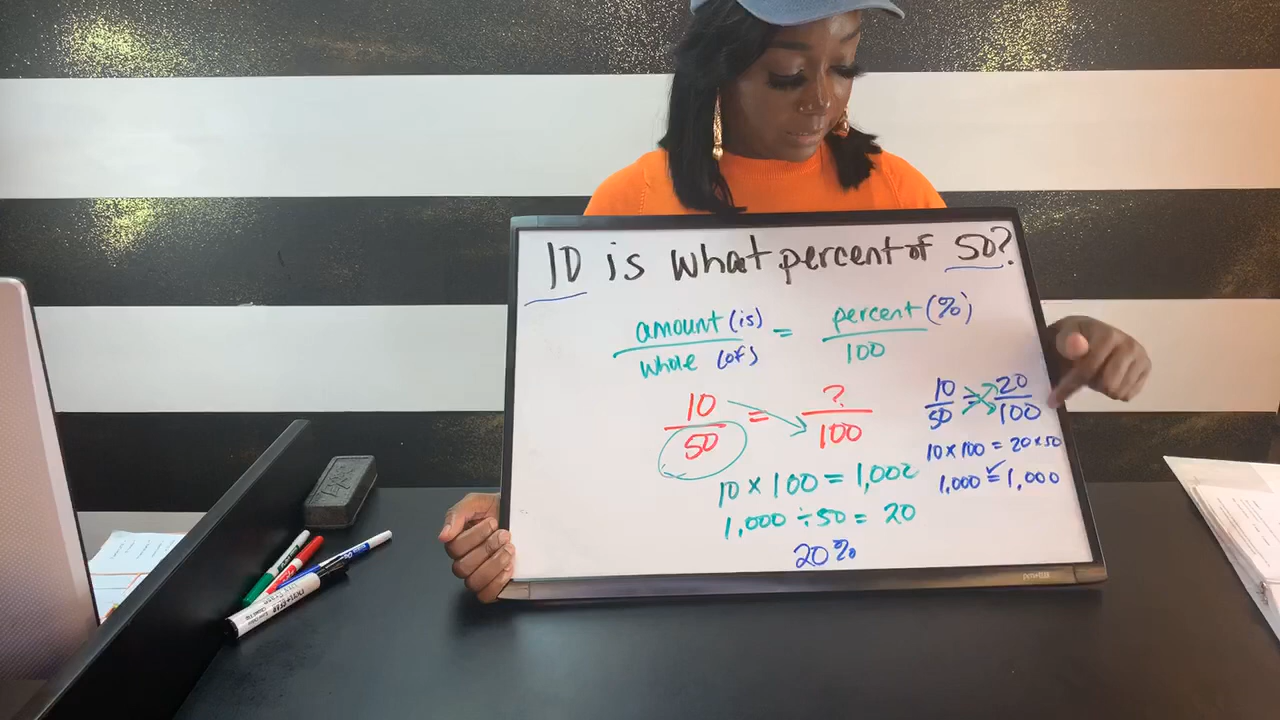 10 is what percent of 50?
amount (is) = percent (%)
whole (of) 100
10 = ?
50 100
10 x 100 = 1,000
1,000 ÷ 50 = 20
20%
10 = 20
50 100
10 x 100 = 20 x 50
1,000 = 1,000
EXPO